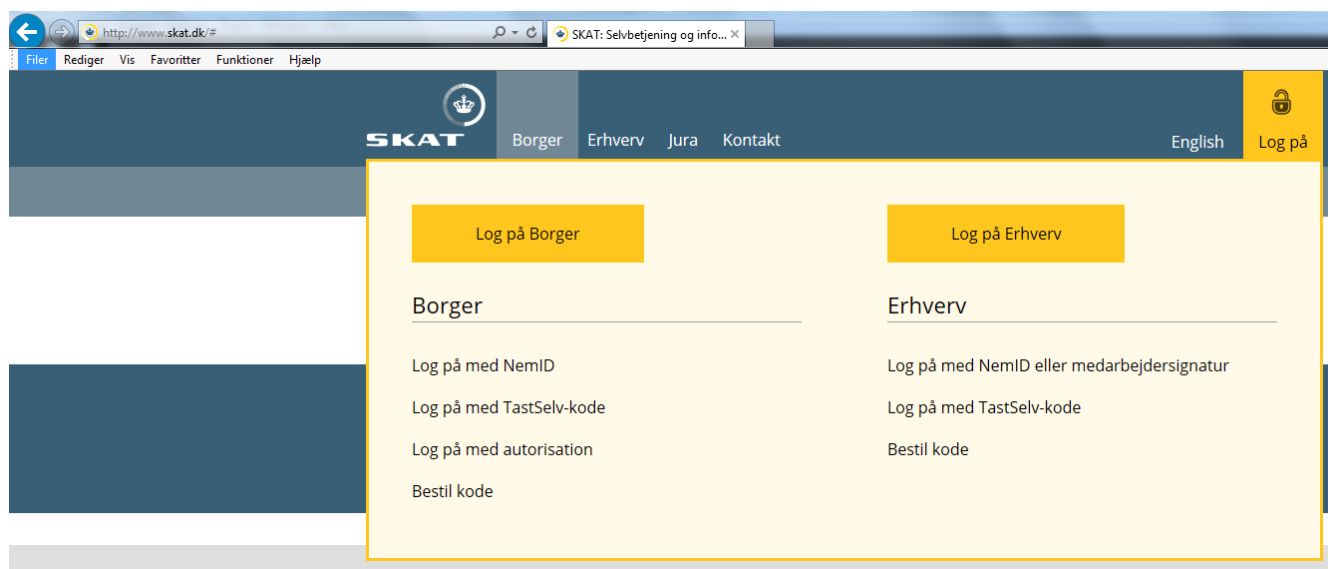 http://www.skat.dk/#
SKAT: Selvbetjening og info...
Filer Rediger Vis Favoritter Funktioner Hjælp
SKAT Borger Erhverv Jura Kontakt English Log på
Log på Borger
Log på Erhverv
Borger
Log på med NemID
Log på med TastSelv-kode
Log på med autorisation
Bestil kode
Erhverv
Log på med NemID eller medarbejdersignatur
Log på med TastSelv-kode
Bestil kode